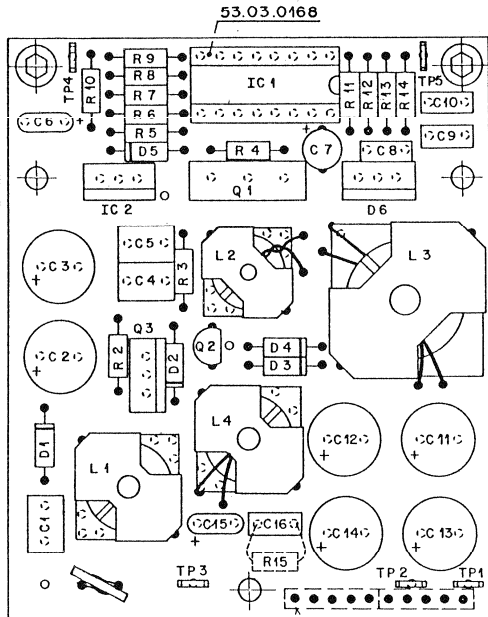 53.03.0168
TP4
R10
R9
R8
R7
R6
R5
D5
IC1
R11
R12
R13
R14
TP5
C10
C9
C6
+
R4
+
C7
C8
IC2
Q1
D6
C3
+
C5
C4
R3
L2
L3
C2
+
R2
Q3
D2
Q2
D4
D3
D1
L1
L4
C12
+
C11
+
C1
C15
+
C16
R15
C14
+
C13
+
TP3
TP2
TP1